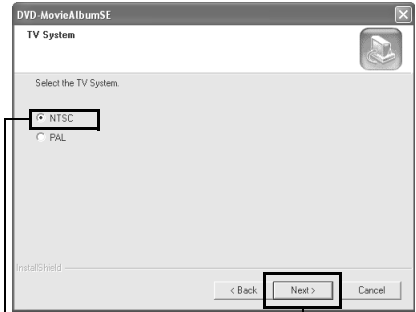 DVD-MovieAlbumSE
TV System
Select the TV System.
NTSC
PAL
InstallShield
< Back Next > Cancel